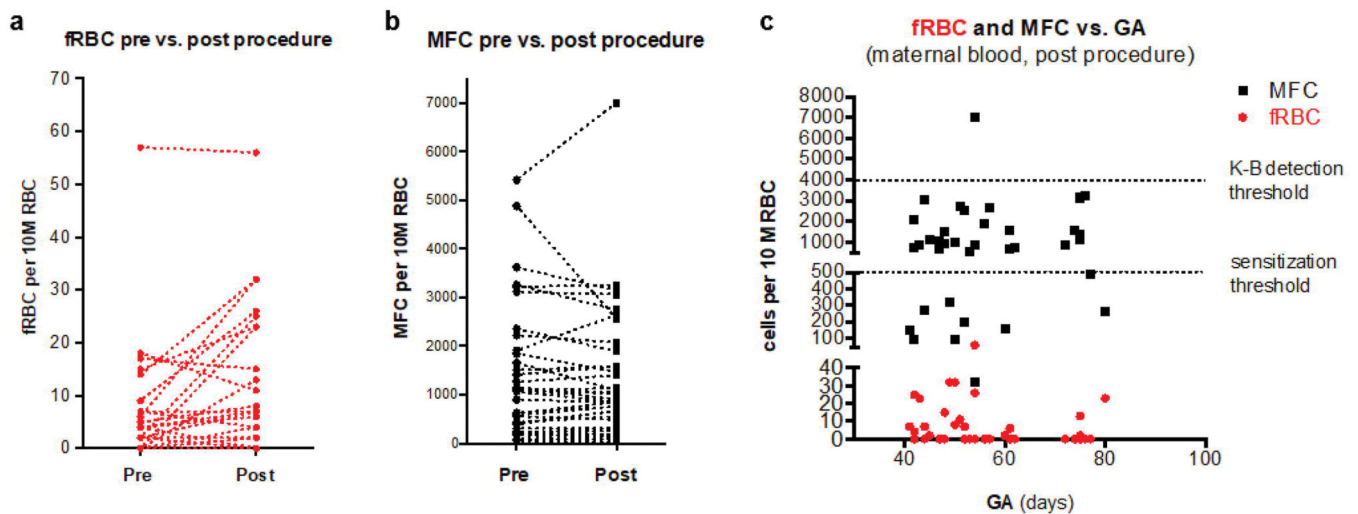 a
fRBC pre vs. post procedure
fRBC per 10M RBC
70
60
50
40
30
20
10
0
Pre Post
b
MFC pre vs. post procedure
MFC per 10M RBC
7000
6000
5000
4000
3000
2000
1000
0
Pre Post
c
fRBC and MFC vs. GA
(maternal blood, post procedure)
cells per 10 M RBC
8000
7000
6000
5000
4000
3000
2000
1000
500
400
300
200
100
40
30
20
10
0
40 60 80 100
GA (days)
MFC
fRBC
K-B detection
threshold
sensitization
threshold